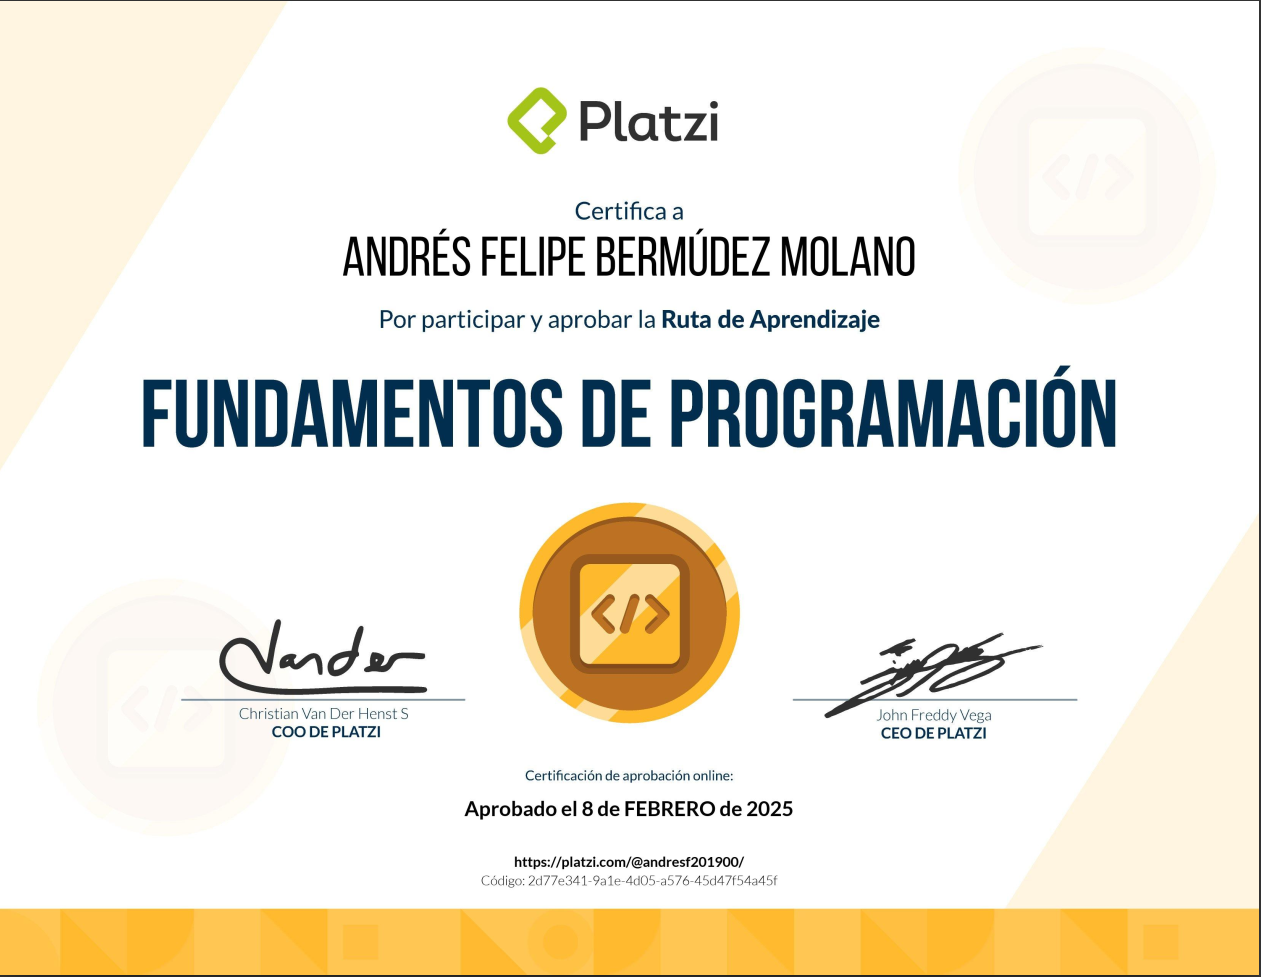 Platzi
Certifica a
ANDRÉS FELIPE BERMÚDEZ MOLANO
Por participar y aprobar la Ruta de Aprendizaje
FUNDAMENTOS DE PROGRAMACIÓN
</>
Vander
Christian Van Der Henst S
COO DE PLATZI
John Freddy Vega
CEO DE PLATZI
Certificación de aprobación online:
Aprobado el 8 de FEBRERO de 2025
https://platzi.com/@andresf201900/
Código: 2d77e341-9a1e-4d05-a576-45d47f54a45f